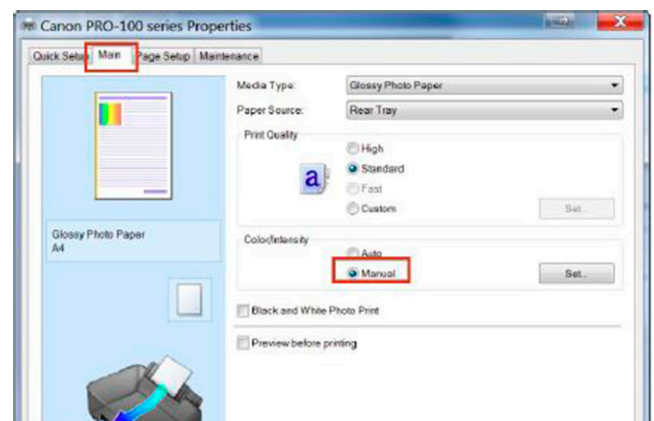 Canon PRO-100 series Properties
Quick Setup Main Page Setup Maintenance
Media Type: Glossy Photo Paper
Paper Source: Rear Tray
Print Quality
High
a Standard
Fast
Custom Set...
Glossy Photo Paper
A4
Color/Intensity
Auto
Manual Set...
Black and White Photo Print
Preview before printing